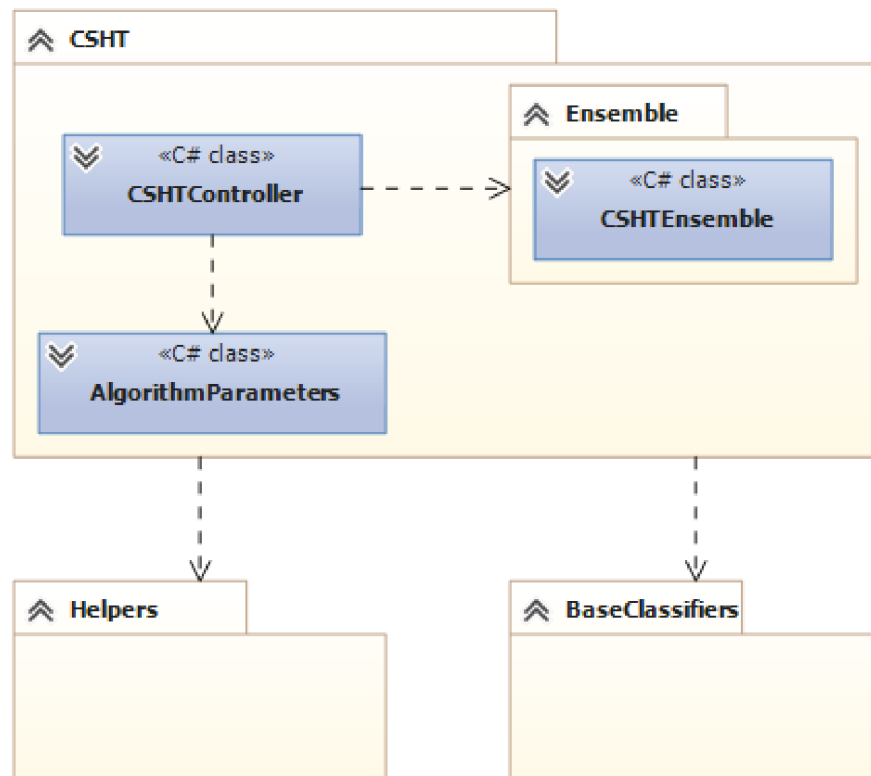 CSHT
Ensemble
«C# class»
CSHTController
«C# class»
CSHTEnsemble
«C# class»
AlgorithmParameters
Helpers
BaseClassifiers